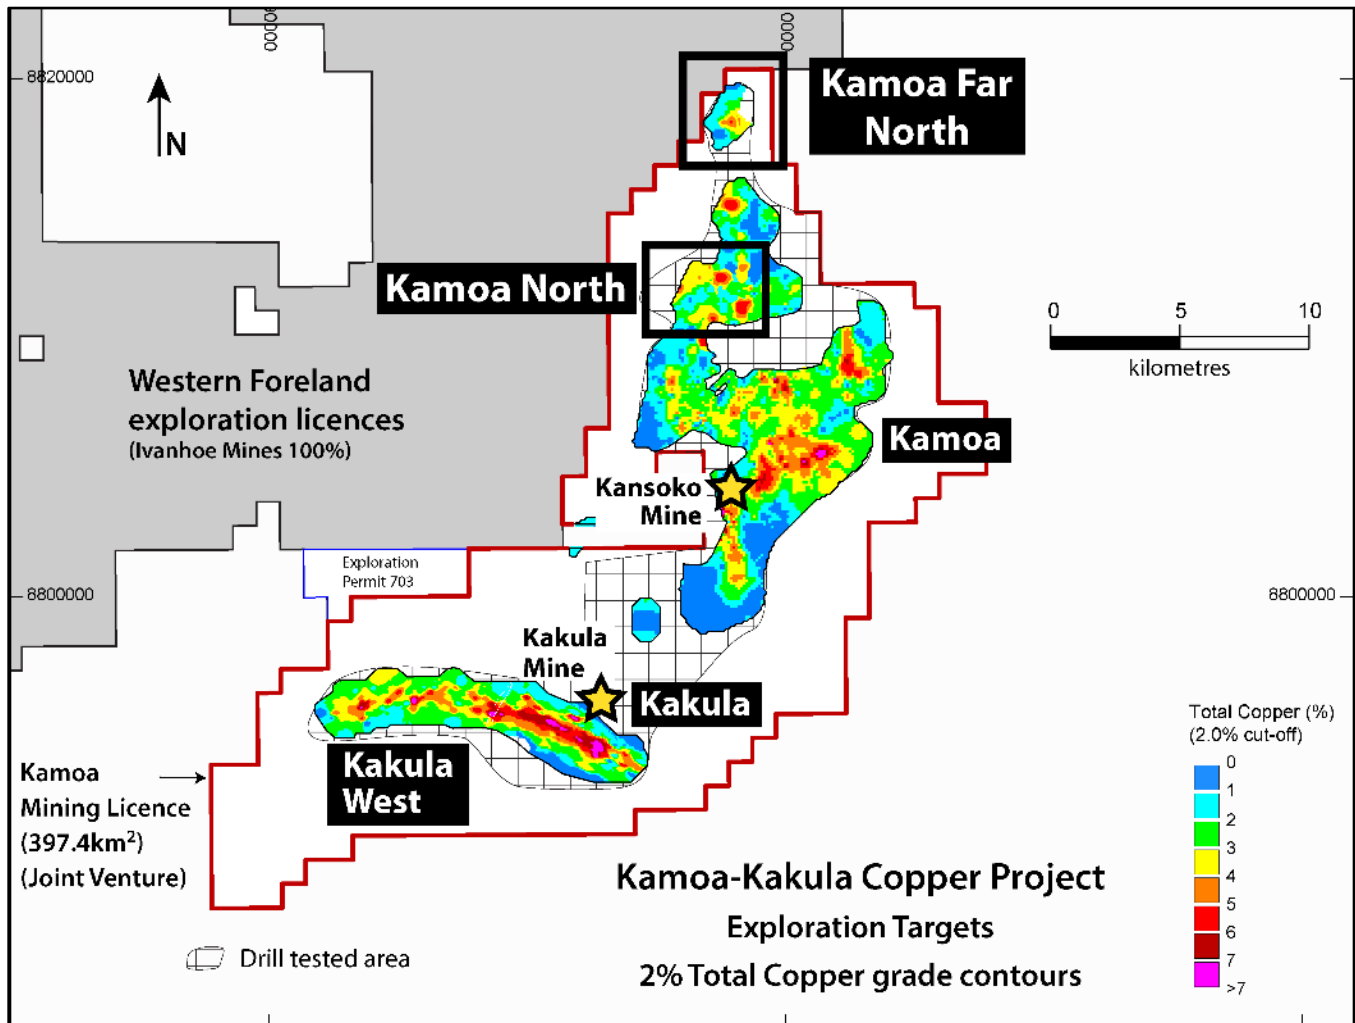 0000
0000
8820000
N
Kamoa Far
North
Kamoa North
0
5
10
kilometres
Western Foreland
exploration licences
(Ivanhoe Mines 100%)
Kamoa
Kansoko
Mine
Exploration
Permit 703
8800000
8800000
Kakula
Mine
Kakula
Kakula
West
Kamoa
Mining Licence
(397.4km²)
(Joint Venture)
Total Copper (%)
(2.0% cut-off)
0
1
2
3
4
5
6
7
>7
Kamoa-Kakula Copper Project
Exploration Targets
2% Total Copper grade contours
Drill tested area